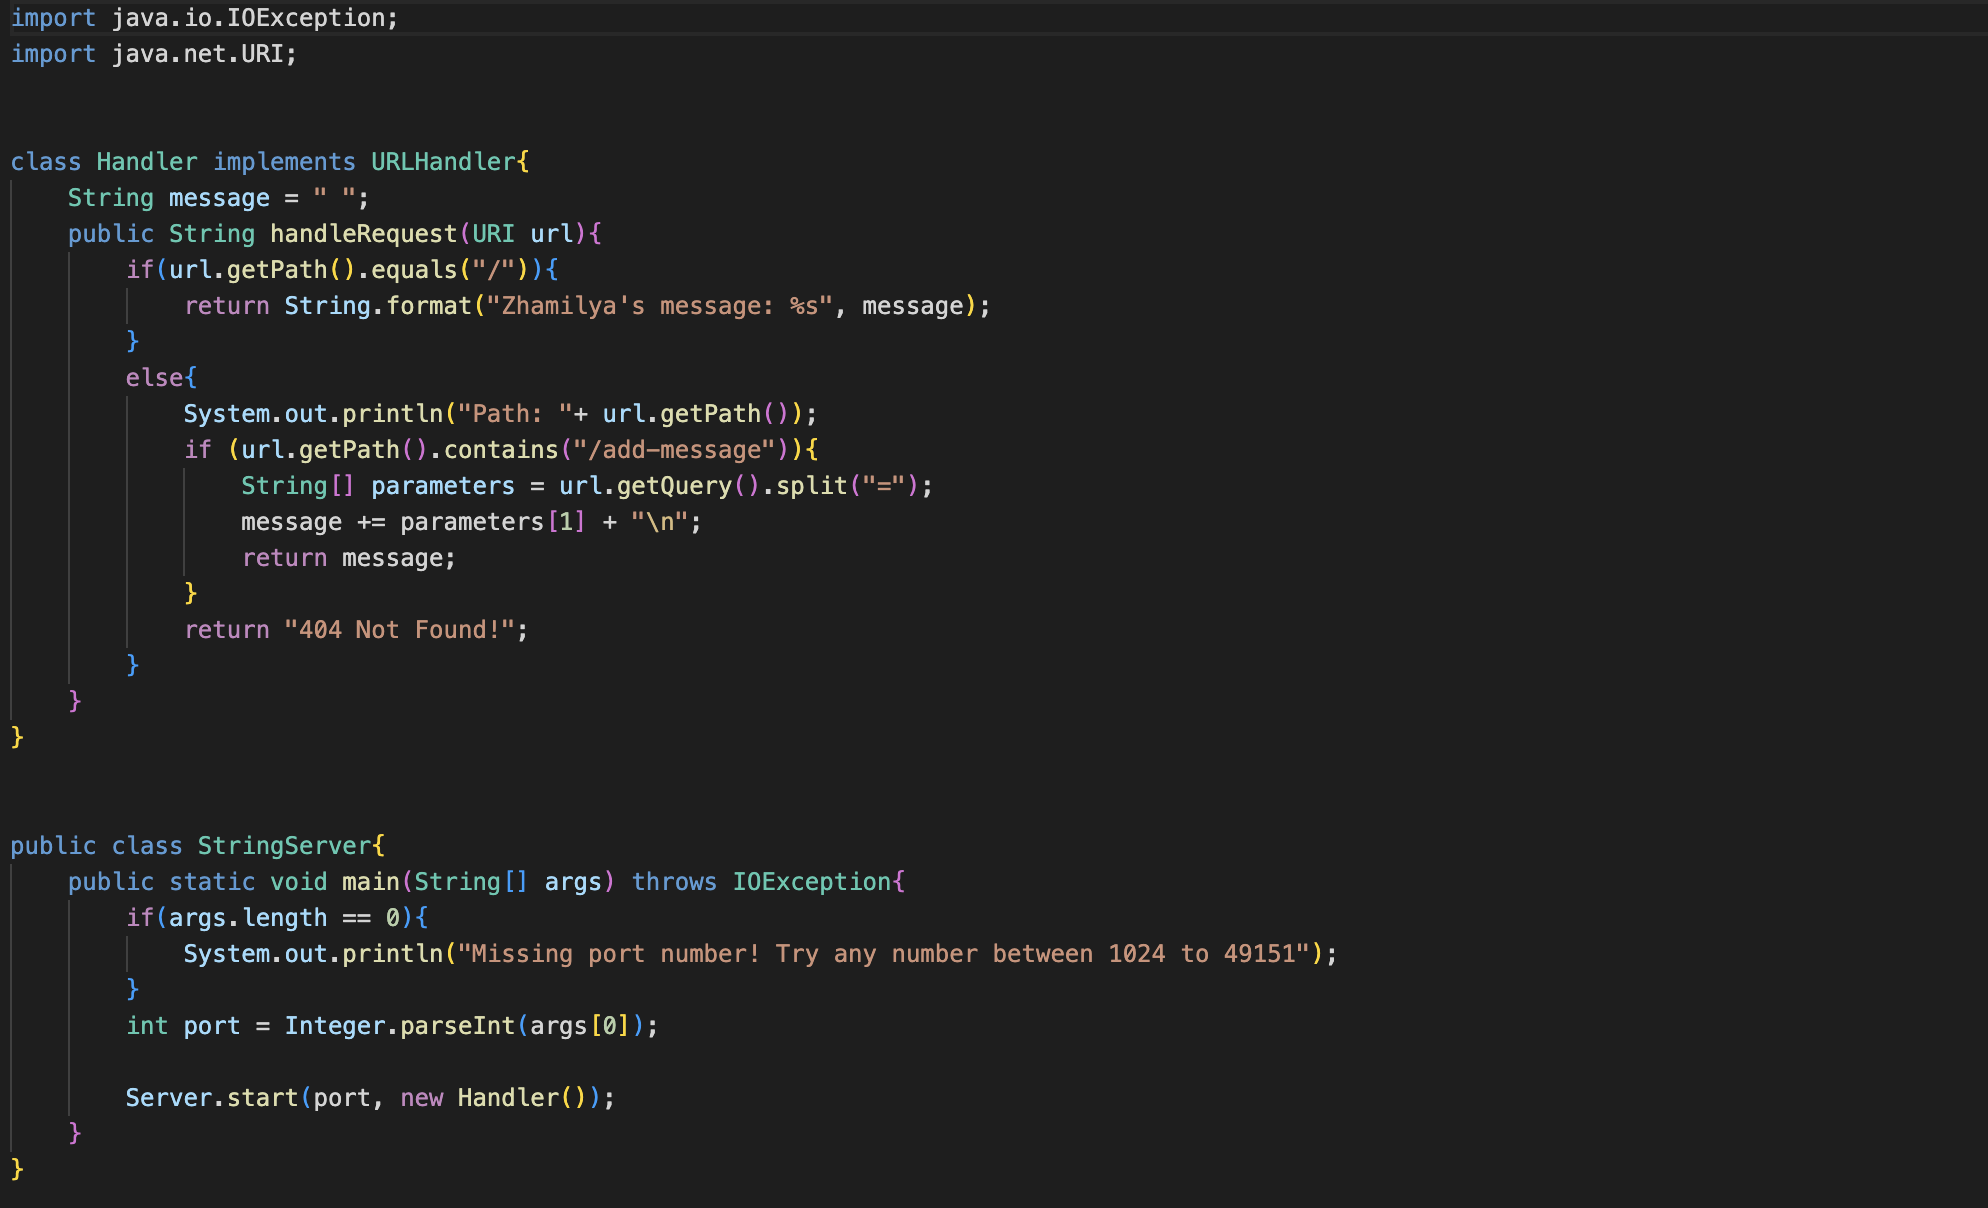 import java.io.IOException;
import java.net.URI;
class Handler implements URLHandler{
    String message = " ";
    public String handleRequest(URI url){
        if(url.getPath().equals("/")){
            return String.format("Zhamilya's message: %s", message);
        }
        else{
            System.out.println("Path: "+ url.getPath());
            if (url.getPath().contains("/add-message")){
                String[] parameters = url.getQuery().split("=");
                message += parameters[1] + "\n";
                return message;
            }
            return "404 Not Found!";
        }
    }
}
public class StringServer{
    public static void main(String[] args) throws IOException{
        if(args.length == 0){
            System.out.println("Missing port number! Try any number between 1024 to 49151");
        }
        int port = Integer.parseInt(args[0]);
        Server.start(port, new Handler());
    }
}